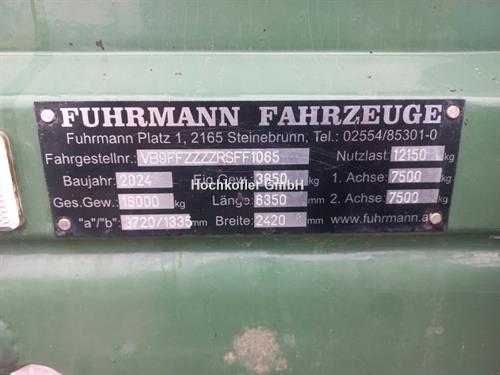 FUHRMANN FAHRZEUGE
Fuhrmann Platz 1, 2165 Steinebrunn, Tel.: 02554/85301-0
Fahrgestellnr.: VB9FFZZZZRSFF1065 Nutzlast: 12150 kg
Baujahr: 2024 Eig.Gew.: 3850 kg 1. Achse: 7500 kg
Hochkofler GmbH
Ges.Gew.: 16000 kg Länge: 6350 mm 2. Achse: 7500 kg
"a"/"b": 3720/1335 mm Breite: 2420 mm www.fuhrmann.a